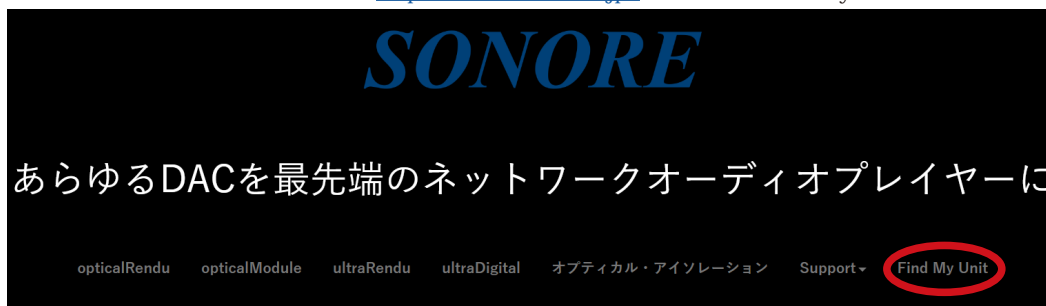 SONORE
あらゆるDACを最先端のネットワークオーディオプレイヤーに
opticalRendu opticalModule ultraRendu ultraDigital オプティカル・アイソレーション Support Find My Unit